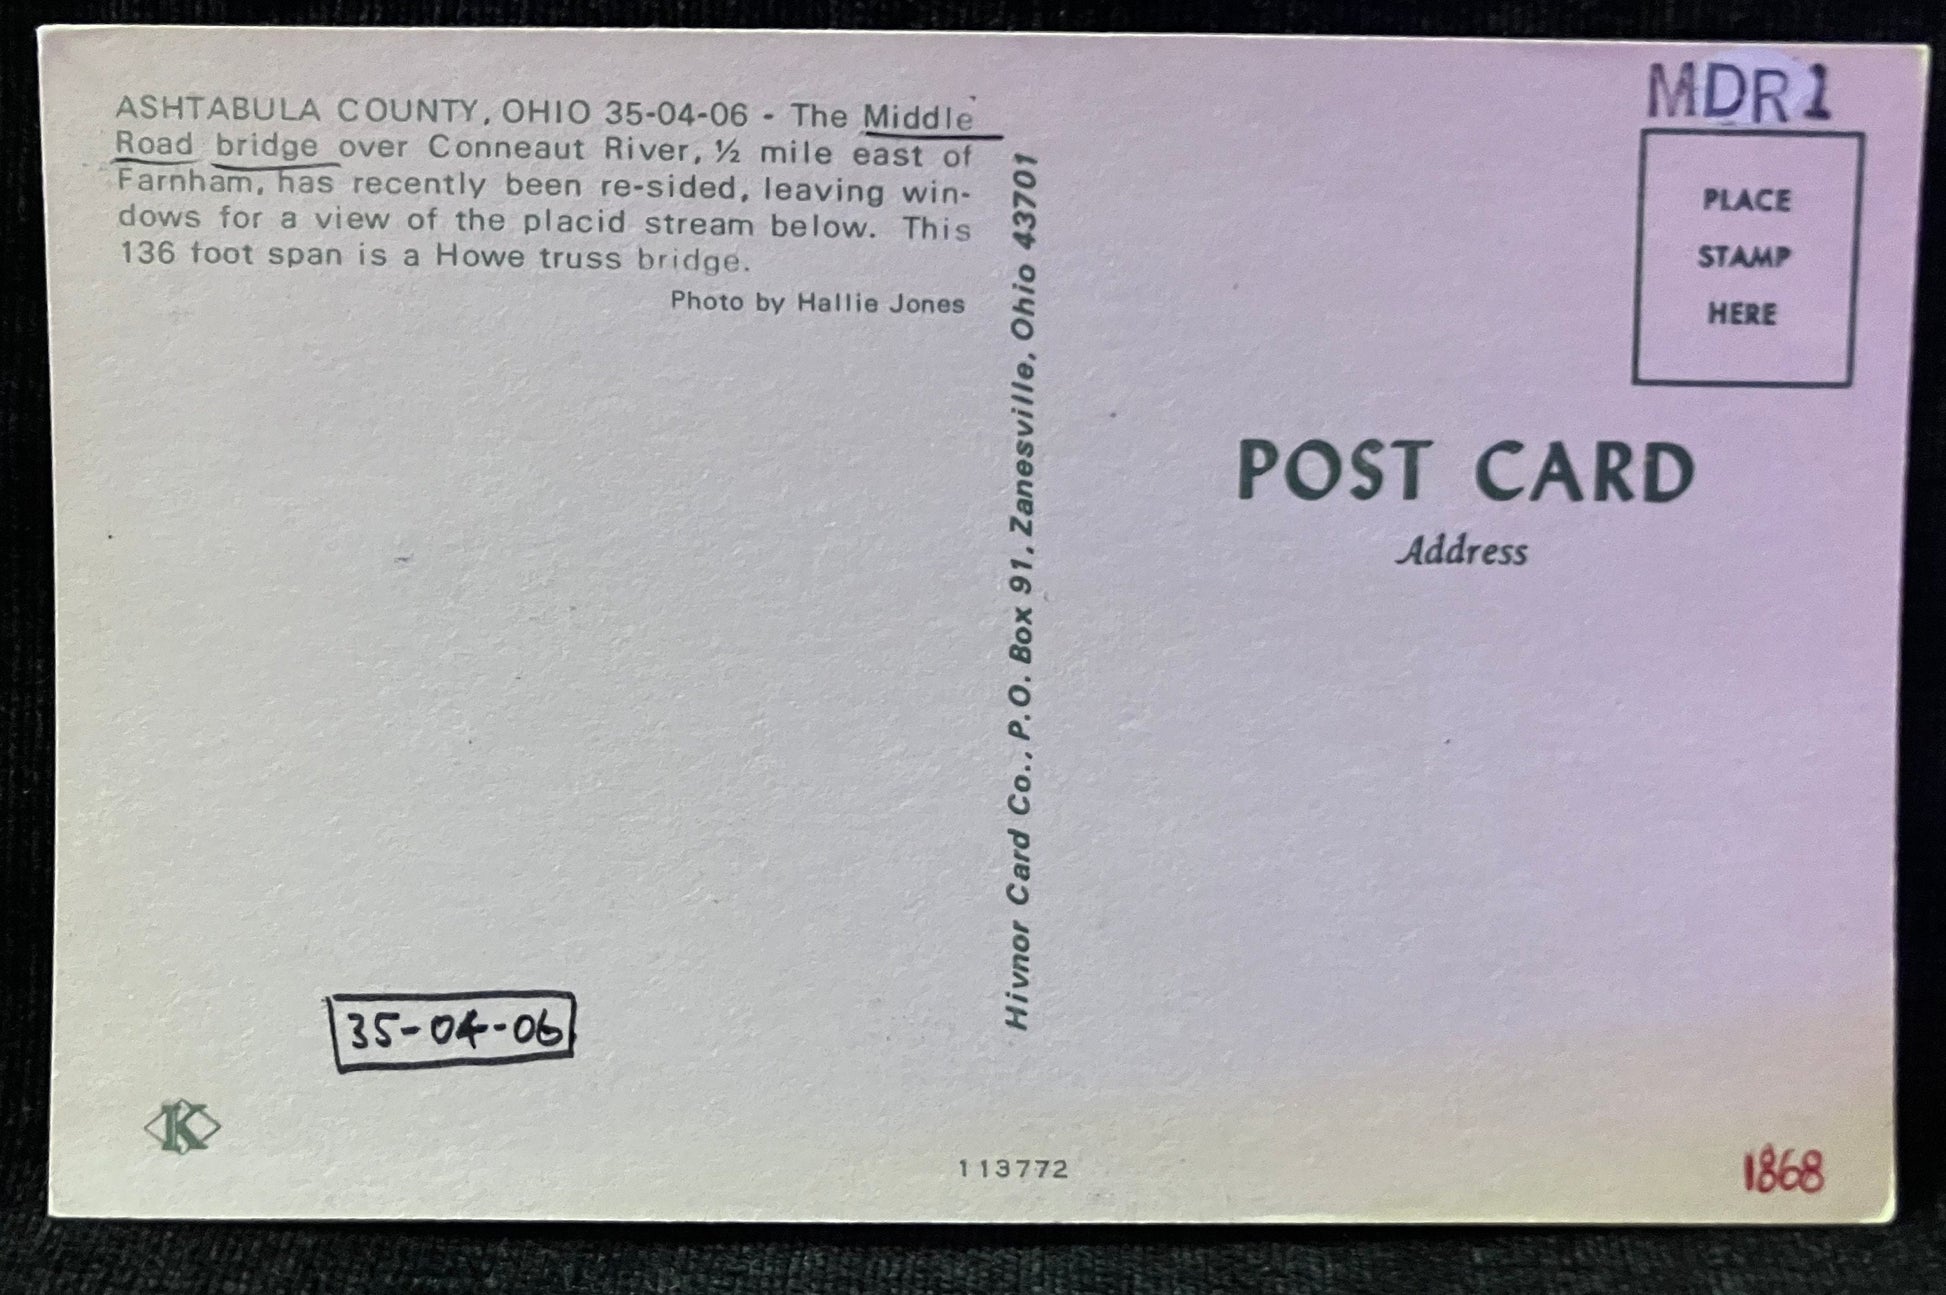 MDR1
ASHTABULA COUNTY, OHIO 35-04-06 - The Middle
Road bridge over Conneaut River, ½ mile east of
Farnham, has recently been re-sided, leaving win-
dows for a view of the placid stream below. This
136 foot span is a Howe truss bridge.
Photo by Hallie Jones
Hivnor Card Co., P.O. Box 91, Zanesville, Ohio 43701
PLACE
STAMP
HERE
POST CARD
Address
35-04-06
K
113772
1868